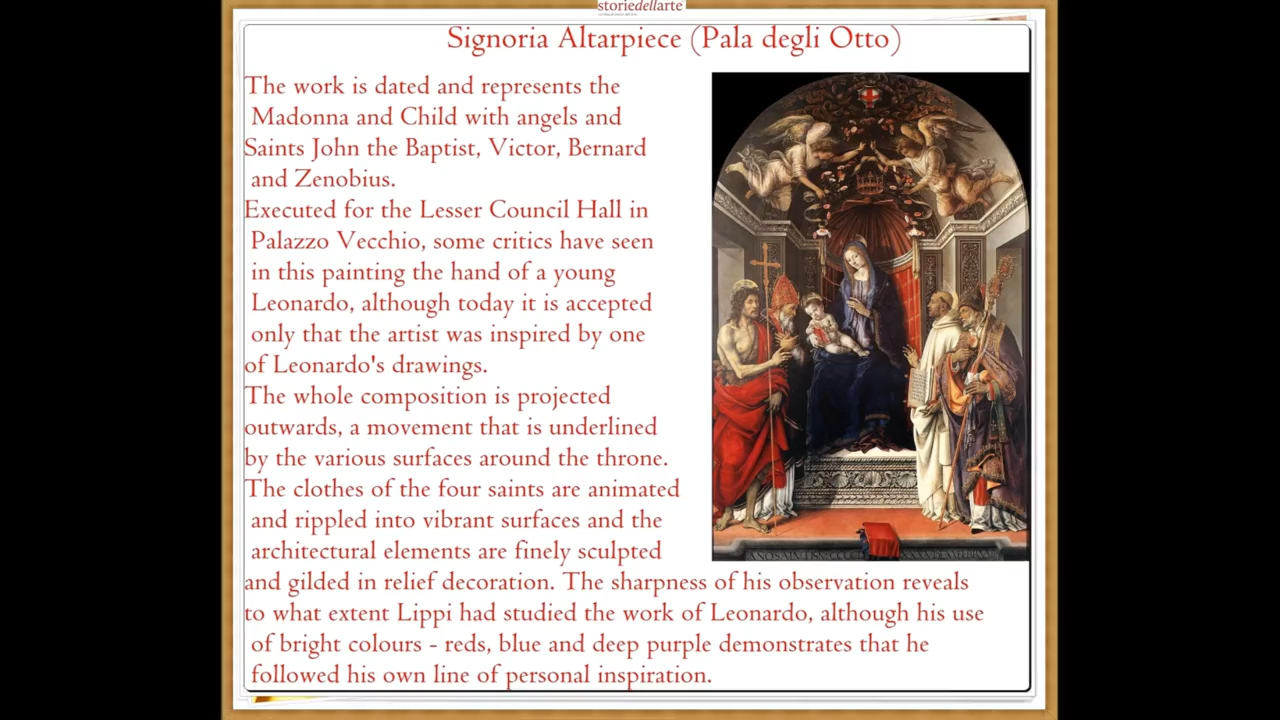 storiedellarte
Signoria Altarpiece (Pala degli Otto)
The work is dated and represents the
Madonna and Child with angels and
Saints John the Baptist, Victor, Bernard
and Zenobius.
Executed for the Lesser Council Hall in
Palazzo Vecchio, some critics have seen
in this painting the hand of a young
Leonardo, although today it is accepted
only that the artist was inspired by one
of Leonardo's drawings.
The whole composition is projected
outwards, a movement that is underlined
by the various surfaces around the throne.
The clothes of the four saints are animated
and rippled into vibrant surfaces and the
architectural elements are finely sculpted
and gilded in relief decoration. The sharpness of his observation reveals
to what extent Lippi had studied the work of Leonardo, although his use
of bright colours - reds, blue and deep purple demonstrates that he
followed his own line of personal inspiration.